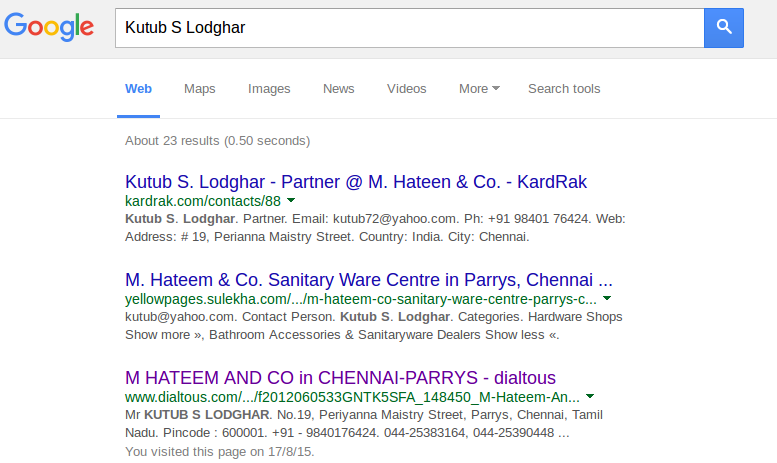 Google Kutub S Lodghar
Web Maps Images News Videos More Search tools
About 23 results (0.50 seconds)
Kutub S. Lodghar - Partner @ M. Hateen & Co. - KardRak
kardrak.com/contacts/88
Kutub S. Lodghar. Partner. Email: kutub72@yahoo.com. Ph: +91 98401 76424. Web:
Address: # 19, Perianna Maistry Street. Country: India. City: Chennai.
M. Hateem & Co. Sanitary Ware Centre in Parrys, Chennai ...
yellowpages.sulekha.com/.../m-hateem-co-sanitary-ware-centre-parrys-c...
kutub@yahoo.com. Contact Person. Kutub S. Lodghar. Categories. Hardware Shops
Show more », Bathroom Accessories & Sanitaryware Dealers Show less «.
M HATEEM AND CO in CHENNAI-PARRYS - dialtous
www.dialtous.com/.../f2012060533GNTK5SFA_148450_M-Hateem-An...
Mr KUTUB S LODGHAR. No.19, Periyanna Maistry Street, Parrys, Chennai, Tamil
Nadu. Pincode : 600001. +91 - 9840176424. 044-25383164, 044-25390448 ...
You visited this page on 17/8/15.